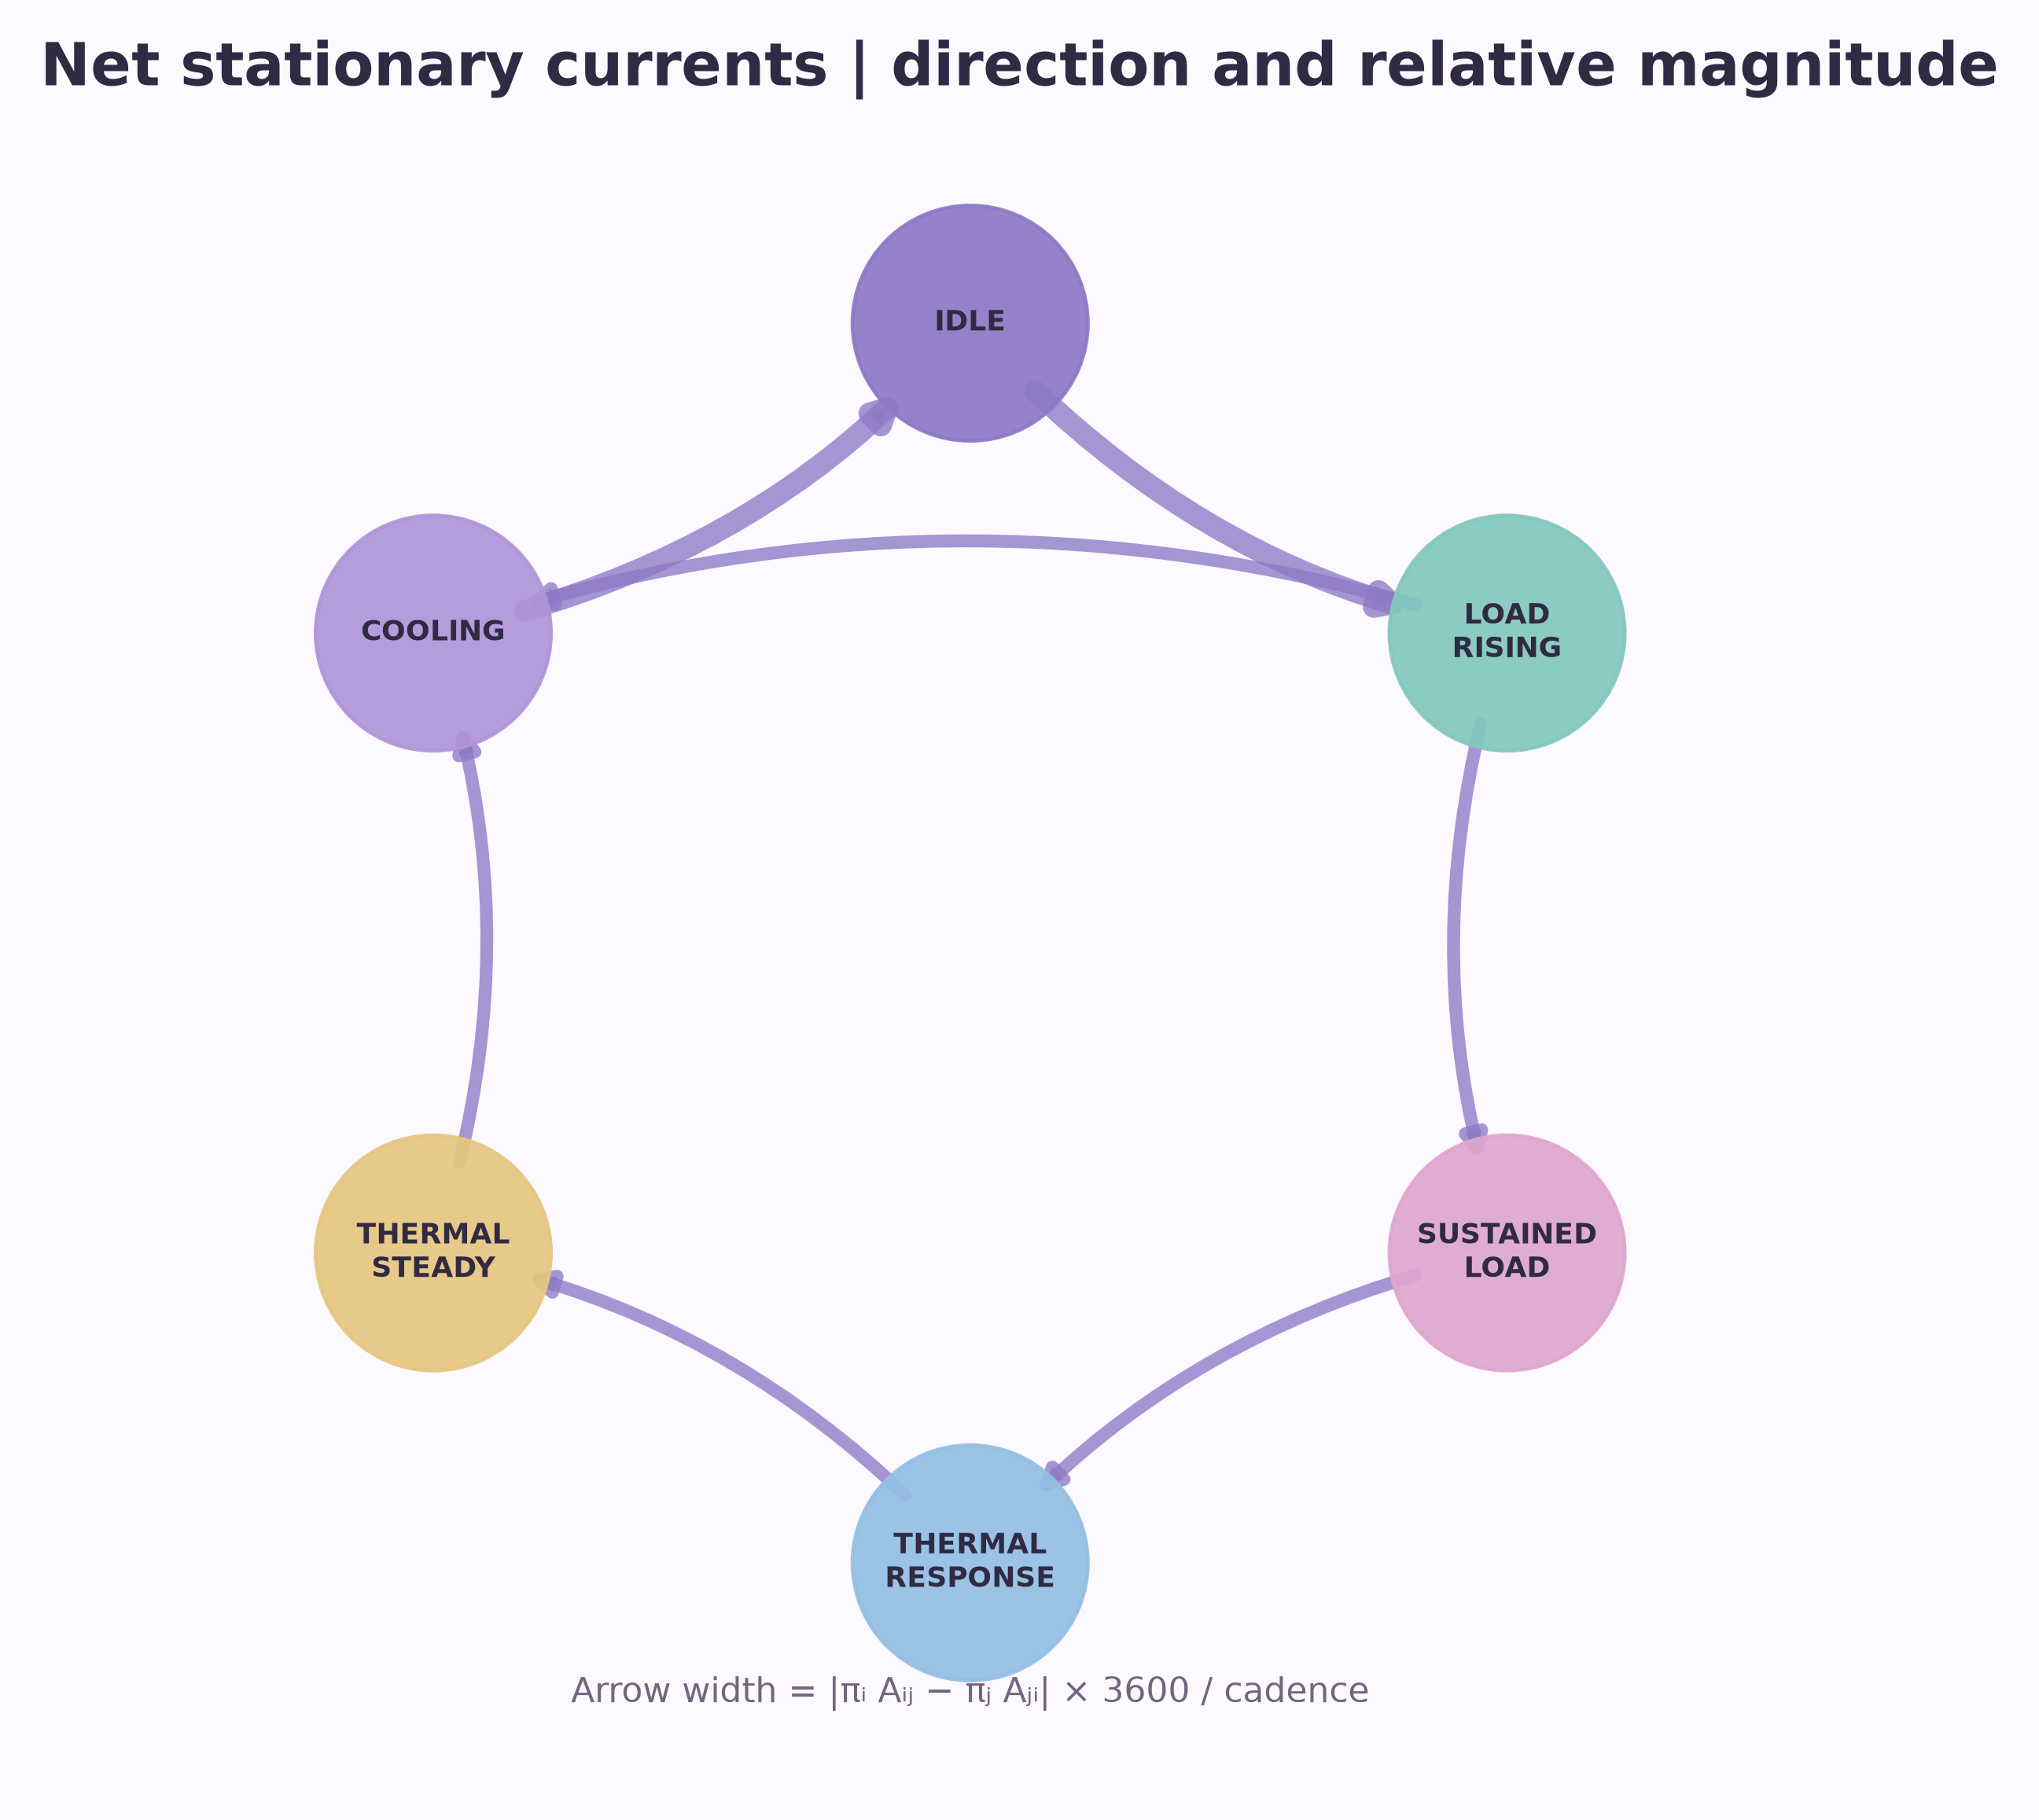 Net stationary currents | direction and relative magnitude
IDLE
COOLING
LOAD
RISING
THERMAL
STEADY
SUSTAINED
LOAD
THERMAL
RESPONSE
Arrow width = |πᵢ Aᵢⱼ − πⱼ Aⱼᵢ| × 3600 / cadence